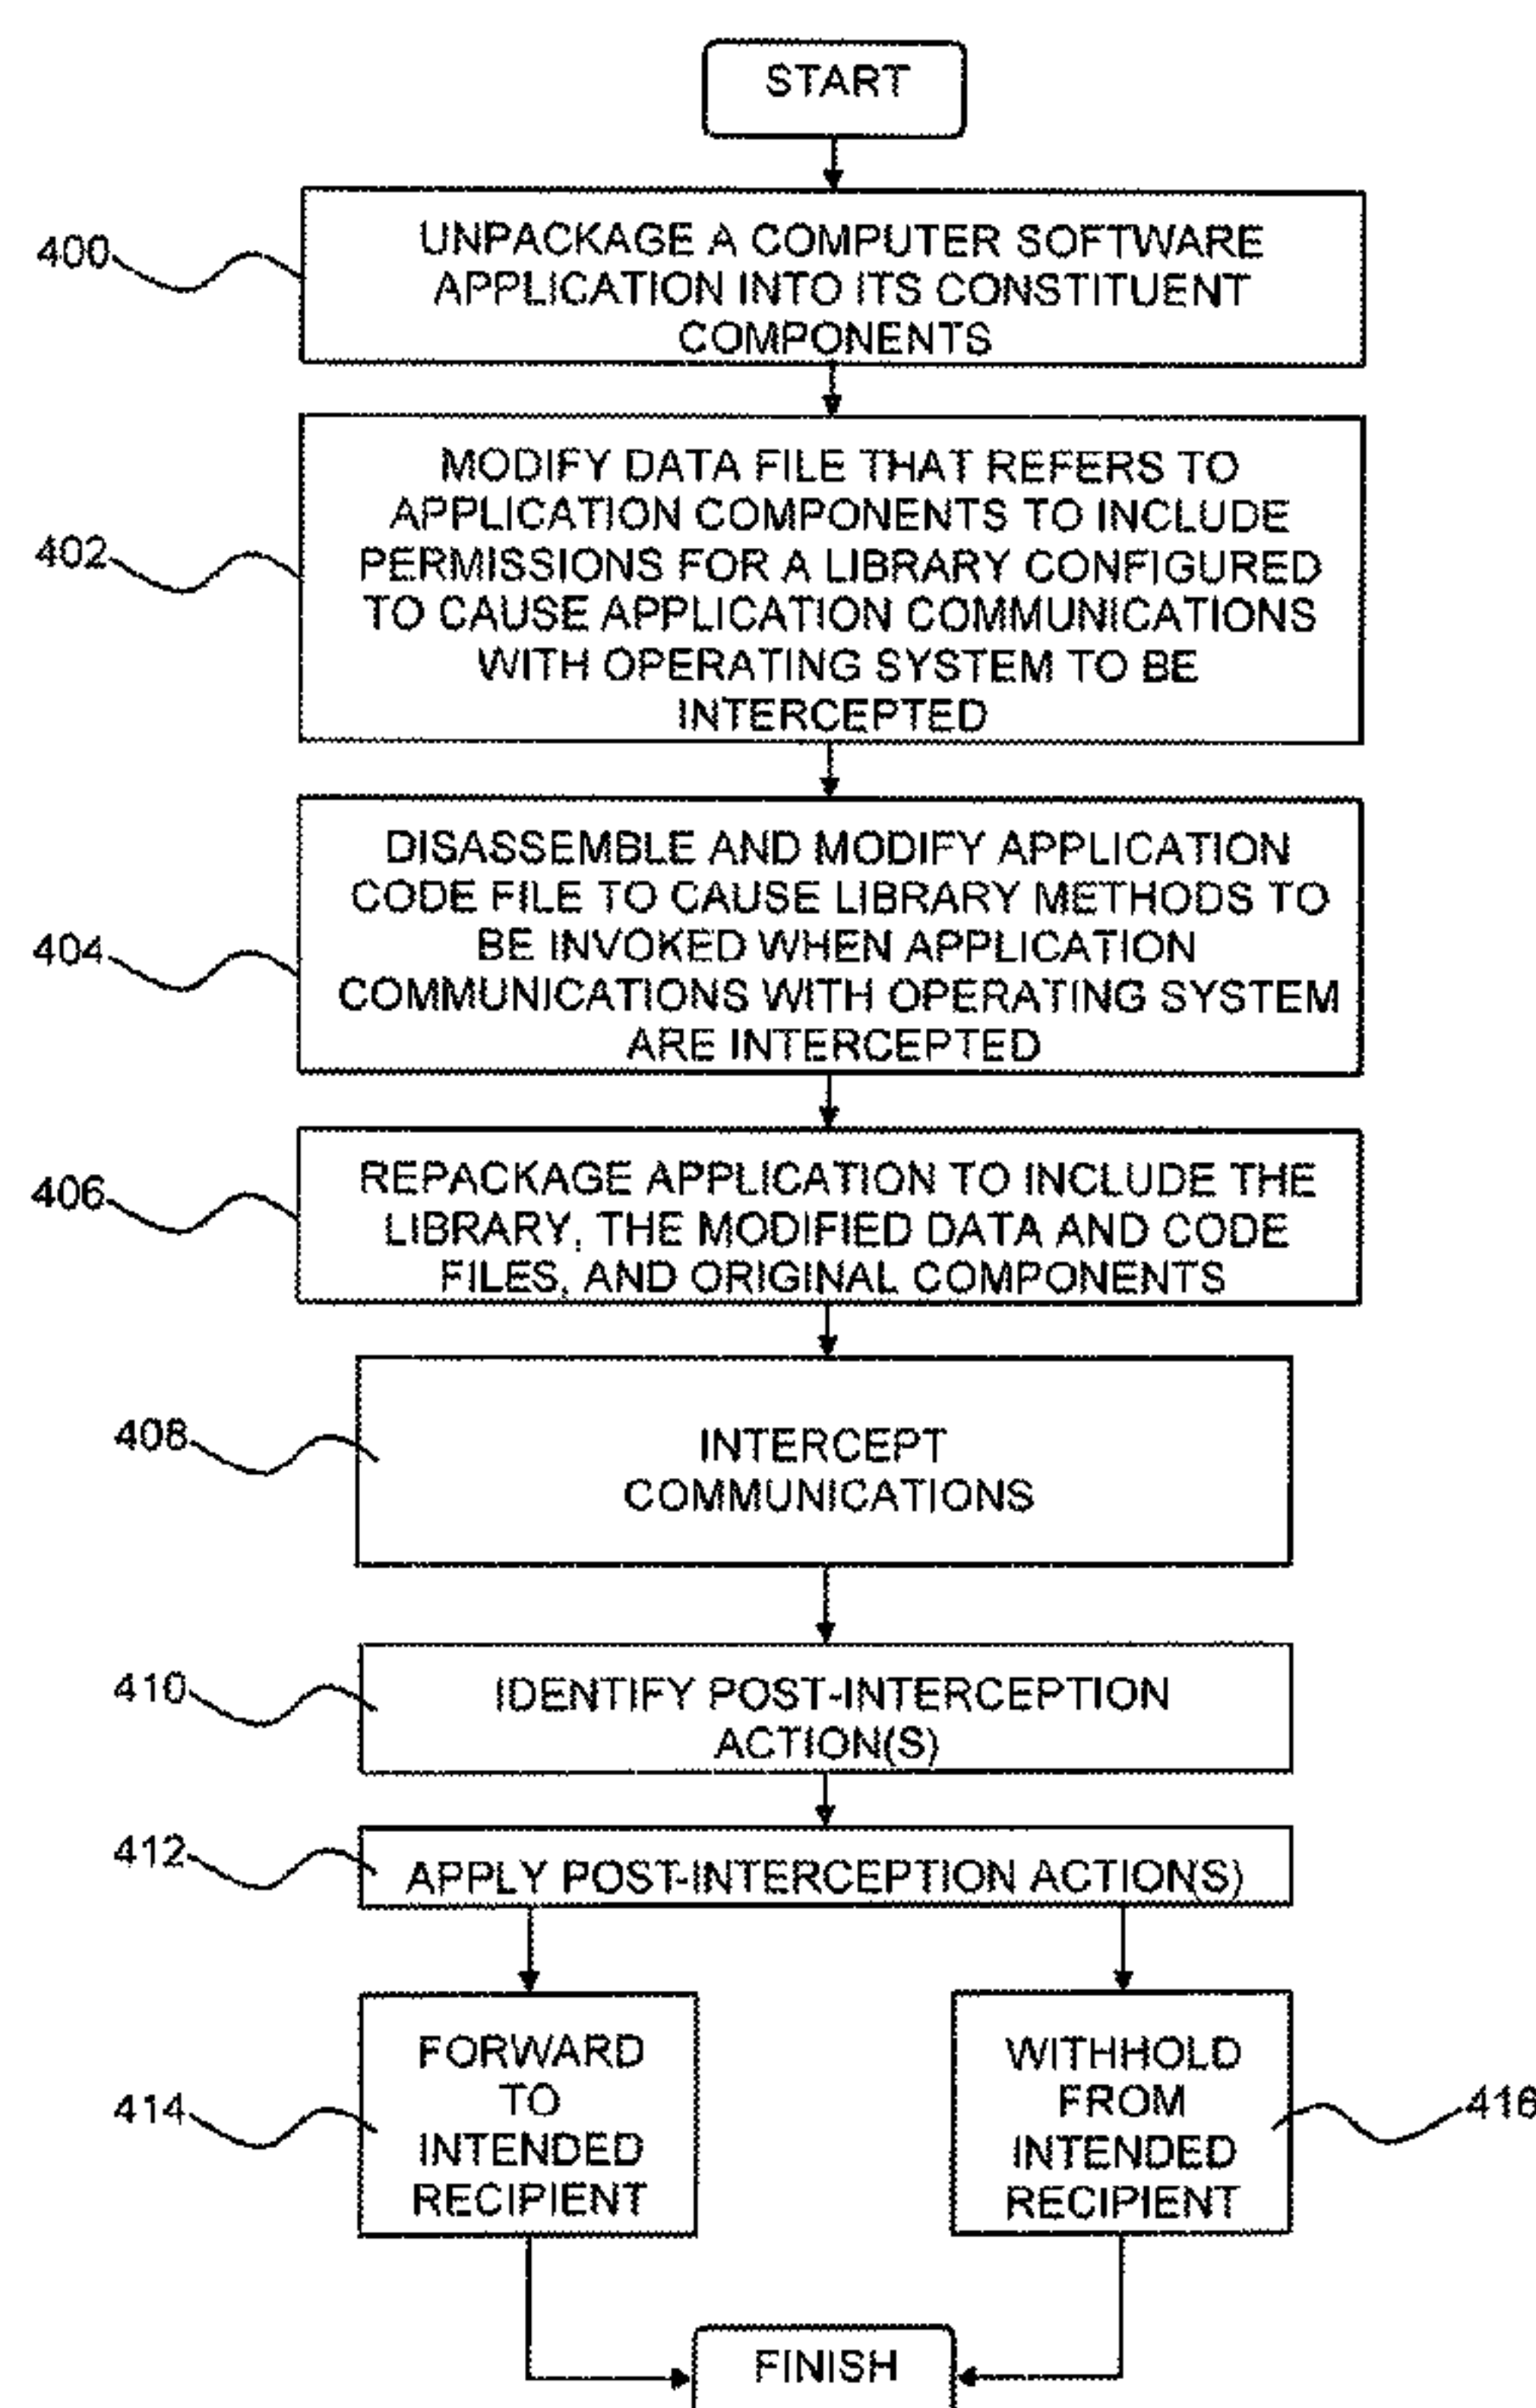 START
400
UNPACKAGE A COMPUTER SOFTWARE
APPLICATION INTO ITS CONSTITUENT
COMPONENTS
402
MODIFY DATA FILE THAT REFERS TO
APPLICATION COMPONENTS TO INCLUDE
PERMISSIONS FOR A LIBRARY CONFIGURED
TO CAUSE APPLICATION COMMUNICATIONS
WITH OPERATING SYSTEM TO BE
INTERCEPTED
404
DISASSEMBLE AND MODIFY APPLICATION
CODE FILE TO CAUSE LIBRARY METHODS TO
BE INVOKED WHEN APPLICATION
COMMUNICATIONS WITH OPERATING SYSTEM
ARE INTERCEPTED
406
REPACKAGE APPLICATION TO INCLUDE THE
LIBRARY, THE MODIFIED DATA AND CODE
FILES, AND ORIGINAL COMPONENTS
408
INTERCEPT
COMMUNICATIONS
410
IDENTIFY POST-INTERCEPTION
ACTION(S)
412
APPLY POST-INTERCEPTION ACTION(S)
414
FORWARD
TO
INTENDED
RECIPIENT
WITHHOLD
FROM
INTENDED
RECIPIENT
416
FINISH